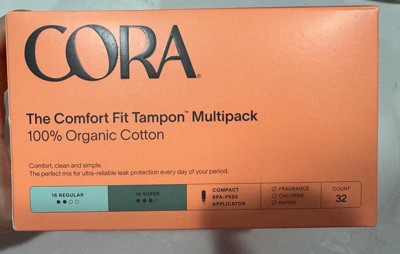 CORA®
The Comfort Fit Tampon™ Multipack
100% Organic Cotton
Comfort, clean and simple.
The perfect mix for ultra-reliable leak protection every day of your period.
16 REGULAR
16 SUPER
COMPACT
BPA-FREE
APPLICATOR
FRAGRANCE
CHLORINE
RAYON
COUNT
32